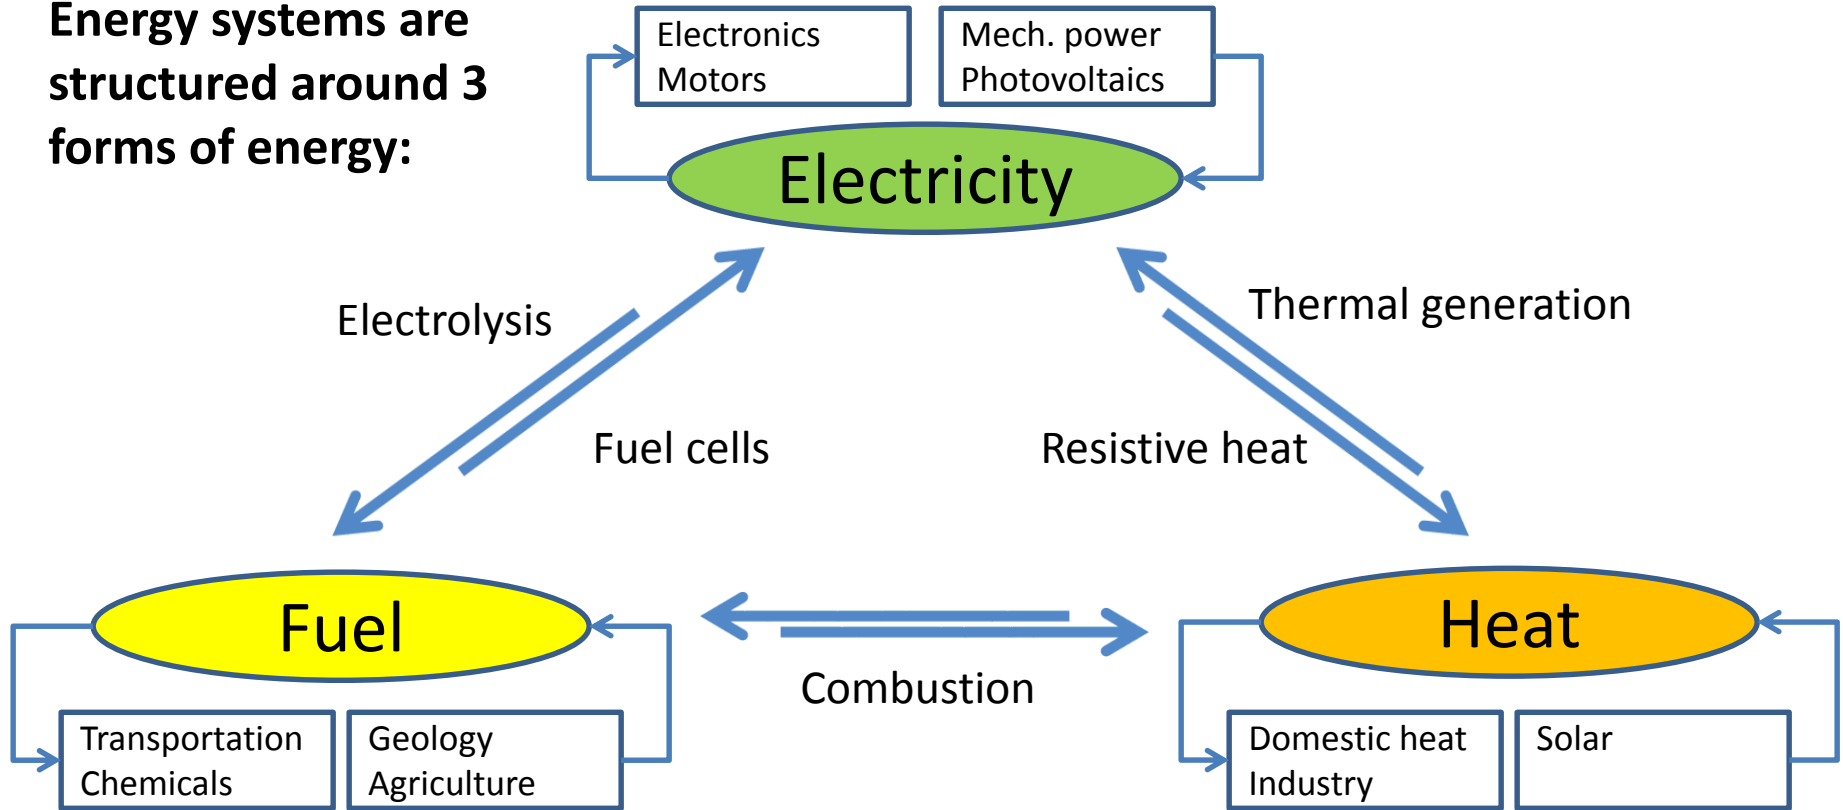 Energy systems are
structured around 3
forms of energy:
Electronics
Motors
Mech. power
Photovoltaics
Electricity
Electrolysis
Thermal generation
Fuel cells
Resistive heat
Fuel
Heat
Combustion
Transportation
Chemicals
Geology
Agriculture
Domestic heat
Industry
Solar